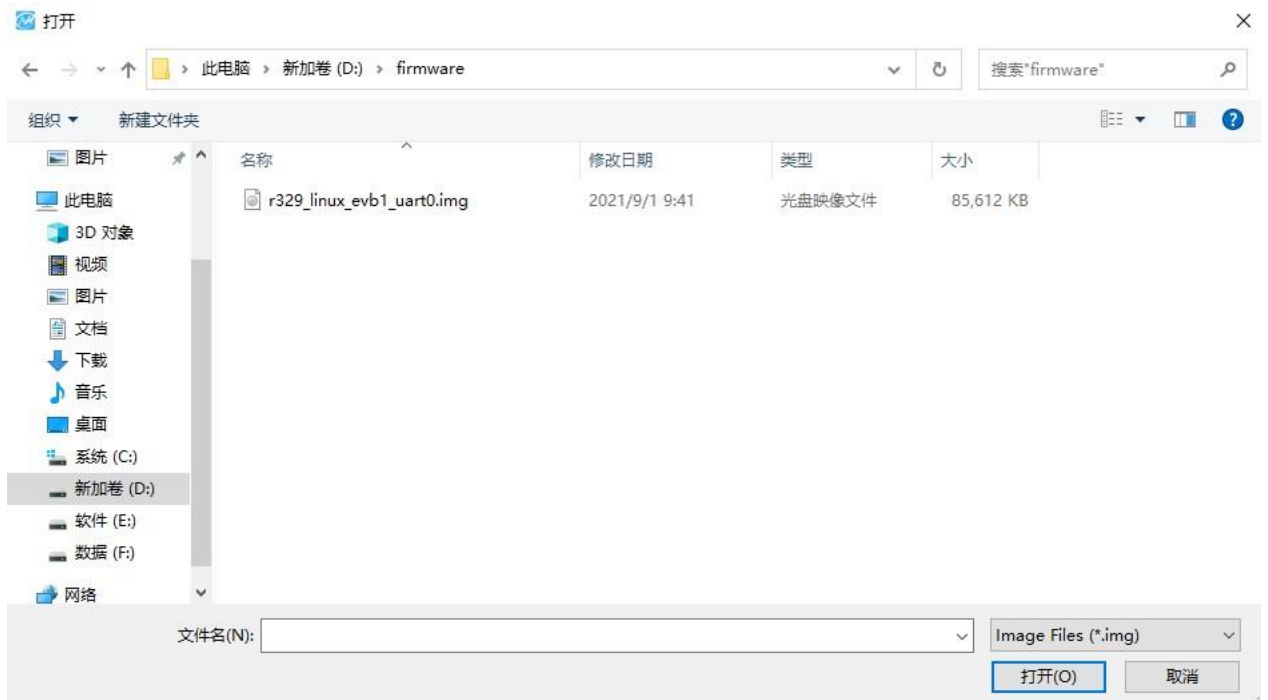 打开
此电脑 › 新加卷 (D:) › firmware
搜索"firmware"
组织
新建文件夹
图片
此电脑
3D 对象
视频
图片
文档
下载
音乐
桌面
系统 (C:)
新加卷 (D:)
软件 (E:)
数据 (F:)
网络
名称 修改日期 类型 大小
r329_linux_evb1_uart0.img 2021/9/1 9:41 光盘映像文件 85,612 KB
文件名(N):
Image Files (*.img)
打开(O) 取消